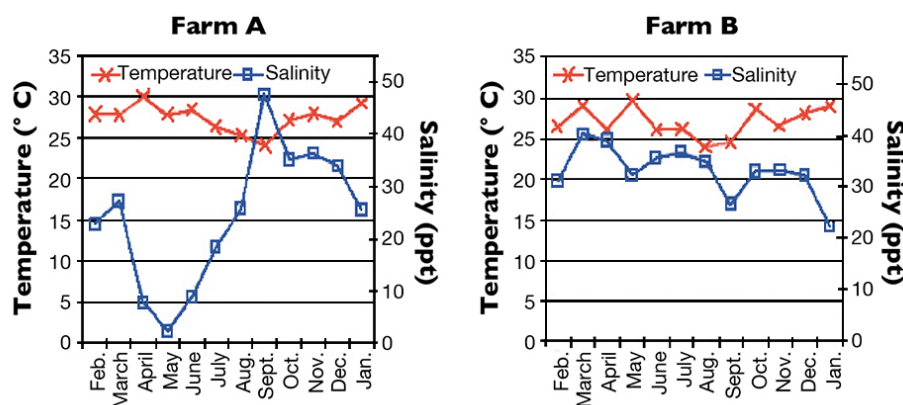 Farm A
Temperature (° C)
35
30
25
20
15
10
5
0
Temperature Salinity
50
40
30
20
10
0
Salinity (ppt)
Feb.
March
April
May
June
July
Aug.
Sept.
Oct.
Nov.
Dec.
Jan.
Farm B
Temperature (° C)
35
30
25
20
15
10
5
0
Temperature Salinity
50
40
30
20
10
0
Salinity (ppt)
Feb.
March
April
May
June
July
Aug.
Sept.
Oct.
Nov.
Dec.
Jan.